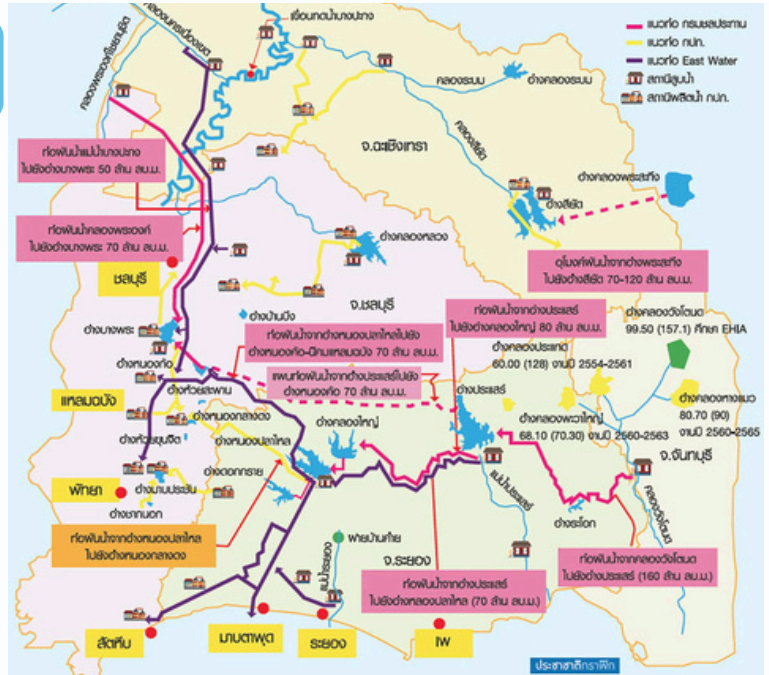 คลองพระองค์ไชยานุชิต
คลองนครเนื่องเขต
เขื่อนทดน้ำบางปะกง
แนวท่อ กรมชลประทาน
แนวท่อ กปภ.
แนวท่อ East Water
สถานีสูบน้ำ
สถานีผลิตน้ำ กปภ.
คลองระบม
อ่างคลองระบม
คลองสียัด
จ.ฉะเชิงเทรา
ท่อผันน้ำแม่น้ำบางปะกง
ไปยังอ่างบางพระ 50 ล้าน ลบ.ม.
อ่างคลองพระสะทึง
อ่างสียัด
ท่อผันน้ำคลองพระองค์
ไปยังอ่างบางพระ 70 ล้าน ลบ.ม.
อ่างคลองหลวง
อุโมงค์ผันน้ำจากอ่างพระสะทึง
ไปยังอ่างสียัด 70-120 ล้าน ลบ.ม.
ชลบุรี
จ.ชลบุรี
อ่างบ้านบึง
อ่างบางพระ
ท่อผันน้ำจากอ่างประแสร์
ไปยังอ่างคลองใหญ่ 80 ล้าน ลบ.ม.
อ่างคลองวังโตนด
99.50 (157.1) ศึกษา EHIA
ท่อผันน้ำจากอ่างหนองปลาไหลไปยัง
อ่างหนองค้อ-นิคมแหลมฉบัง 70 ล้าน ลบ.ม.
อ่างคลองประแกด
60.00 (128) งานปี 2554-2561
อ่างหนองค้อ
แผนท่อผันน้ำจากอ่างประแสร์ไปยัง
อ่างหนองค้อ 70 ล้าน ลบ.ม.
อ่างห้วยสะพาน
อ่างประแสร์
แหลมฉบัง
อ่างหนองกลางดง
อ่างคลองใหญ่
อ่างคลองพะวาใหญ่
68.10 (70.30) งานปี 2560-2563
อ่างคลองหางแมว
80.70 (90)
งานปี 2560-2565
อ่างห้วยขุนจิต
อ่างหนองปลาไหล
จ.จันทบุรี
อ่างดอกกราย
พัทยา
อ่างมาบประชัน
อ่างซากนอก
แม่น้ำประแสร์
อ่างระโอก
คลองวังโตนด
ท่อผันน้ำจากอ่างหนองปลาไหล
ไปยังอ่างหนองกลางดง
ฝายบ้านค่าย
จ.ระยอง
แม่น้ำระยอง
ท่อผันน้ำจากคลองวังโตนด
ไปยังอ่างประแสร์ (160 ล้าน ลบ.ม.)
ท่อผันน้ำจากอ่างประแสร์
ไปยังอ่างหลองปลาไหล (70 ล้าน ลบ.ม.)
สัตหีบ
มาบตาพุด
ระยอง
เพ
ประชาชาติกราฟิก